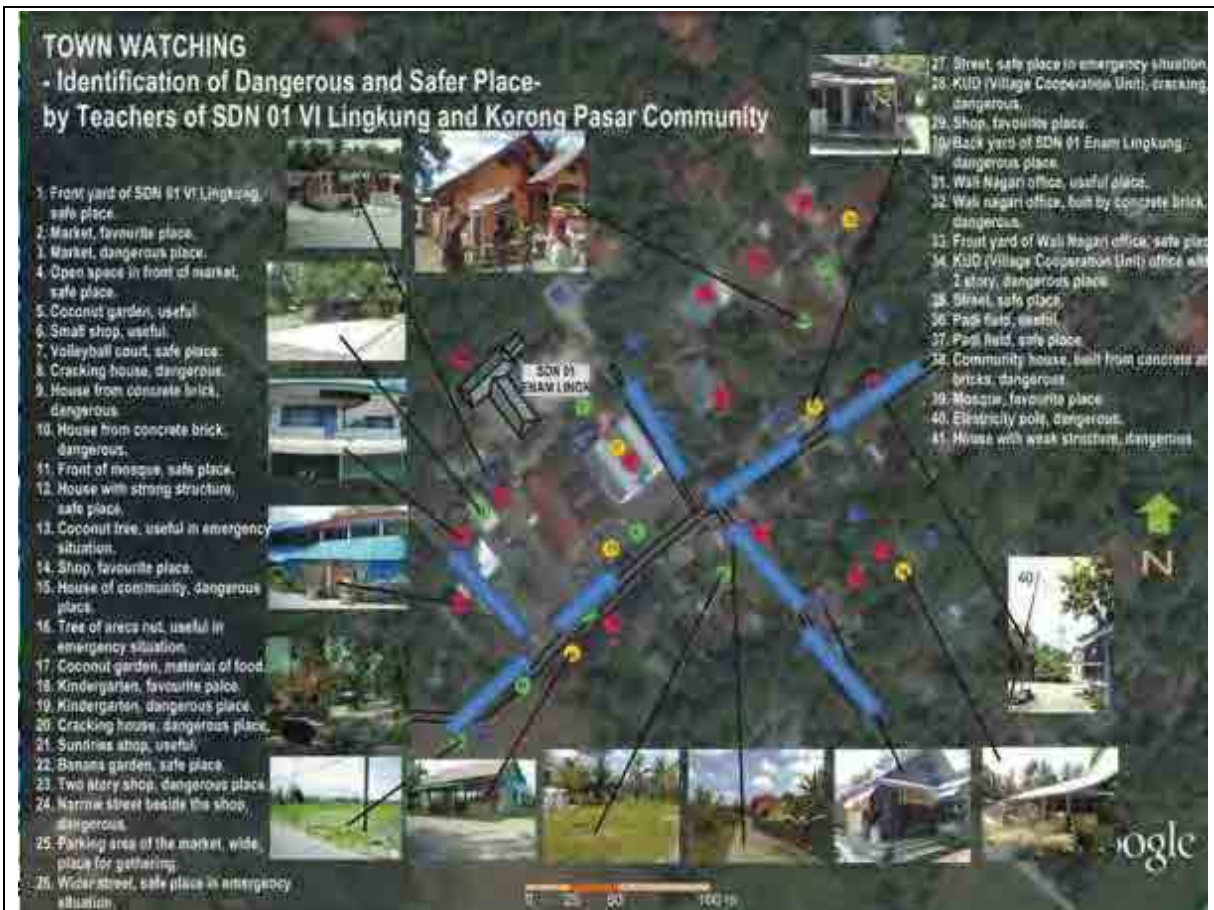 TOWN WATCHING
- Identification of Dangerous and Safer Place-
by Teachers of SDN 01 VI Lingkung and Korong Pasar Community
1. Front yard of SDN 01 VI Lingkung,
safe place.
2. Market, favourite place.
3. Market, dangerous place.
4. Open space in front of market,
safe place.
5. Coconut garden, useful.
6. Small shop, useful.
7. Volleyball court, safe place.
8. Cracking house, dangerous.
9. House from concrete brick,
dangerous.
10. House from concrete brick,
dangerous.
11. Front of mosque, safe place.
12. House with strong structure,
safe place.
13. Coconut tree, useful in emergency
situation.
14. Shop, favourite place.
15. House of community, dangerous
place.
16. Tree of areca nut, useful in
emergency situation.
17. Coconut garden, material of food.
18. Kindergarten, favourite palce.
19. Kindergarten, dangerous place.
20. Cracking house, dangerous place.
21. Sundries shop, useful.
22. Banana garden, safe place.
23. Two story shop, dangerous place.
24. Narrow street beside the shop,
dangerous.
25. Parking area of the market, wide,
place for gathering.
26. Wider street, safe place in emergency
situation.
27. Street, safe place in emergency situation.
28. KUD (Village Cooperation Unit), cracking,
dangerous.
29. Shop, favourite place.
30. Back yard of SDN 01 Enam Lingkung,
dangerous place.
31. Wali Nagari office, useful place.
32. Wali nagari office, built by concrete brick,
dangerous.
33. Front yard of Wali Nagari office, safe plac
34. KUD (Village Cooperation Unit) office wit
2 story, dangerous place.
35. Street, safe place.
36. Padi field, useful.
37. Padi field, safe place.
38. Community house, built from concrete a
bricks, dangerous.
39. Mosque, favourite place.
40. Electricity pole, dangerous.
41. House with weak structure, dangerous.
SDN 01
ENAM LINGK
N
40
ogle
0 25 50 100 m